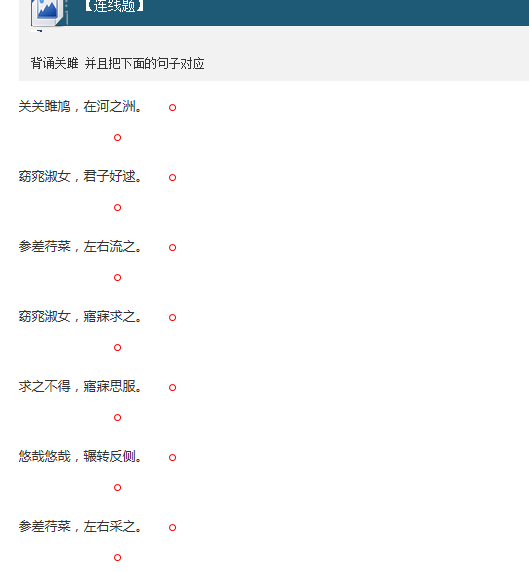 【连线题】
背诵关雎 并且把下面的句子对应
关关雎鸠，在河之洲。
窈窕淑女，君子好逑。
参差荇菜，左右流之。
窈窕淑女，寤寐求之。
求之不得，寤寐思服。
悠哉悠哉，辗转反侧。
参差荇菜，左右采之。